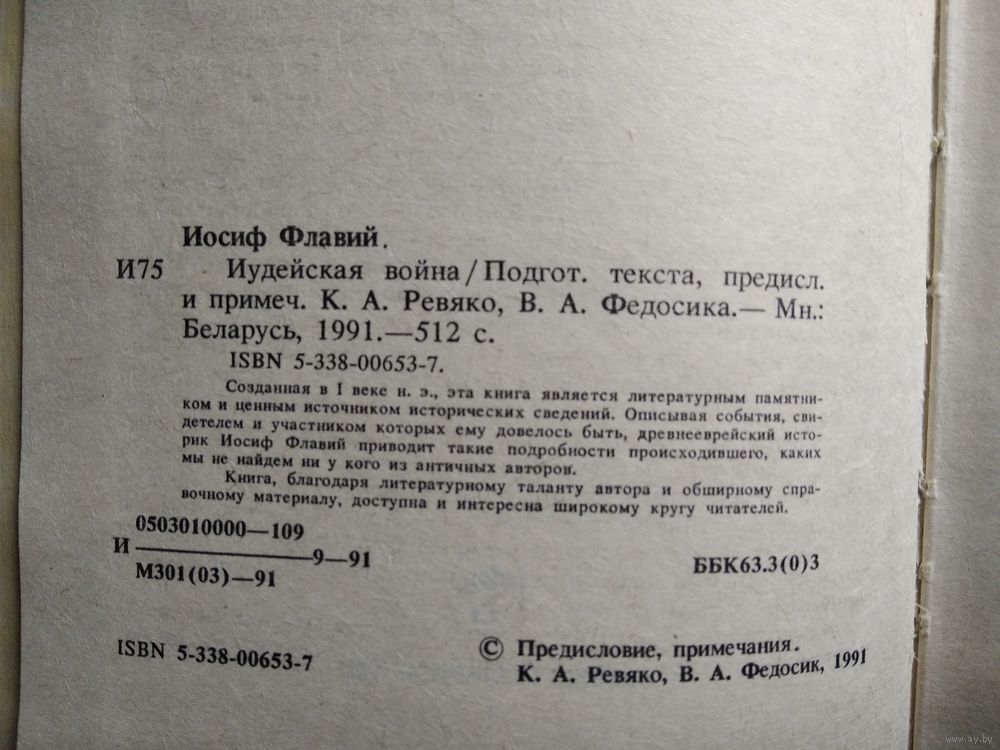 Иосиф Флавий.
И75 Иудейская война/Подгот. текста, предисл.
и примеч. К. А. Ревяко, В. А. Федосика.— Мн.:
Беларусь, 1991.—512 с.
ISBN 5-338-00653-7.
Созданная в I веке н. э., эта книга является литературным памятни-
ком и ценным источником исторических сведений. Описывая события, сви-
детелем и участником которых ему довелось быть, древнееврейский исто-
рик Иосиф Флавий приводит такие подробности происходившего, каких
мы не найдем ни у кого из античных авторов.
Книга, благодаря литературному таланту автора и обширному спра-
вочному материалу, доступна и интересна широкому кругу читателей.
0503010000—109
И 9—91
М301(03)—91
ББК63.3(0)3
ISBN 5-338-00653-7
© Предисловие, примечания.
К. А. Ревяко, В. А. Федосик, 1991
www.ay.by